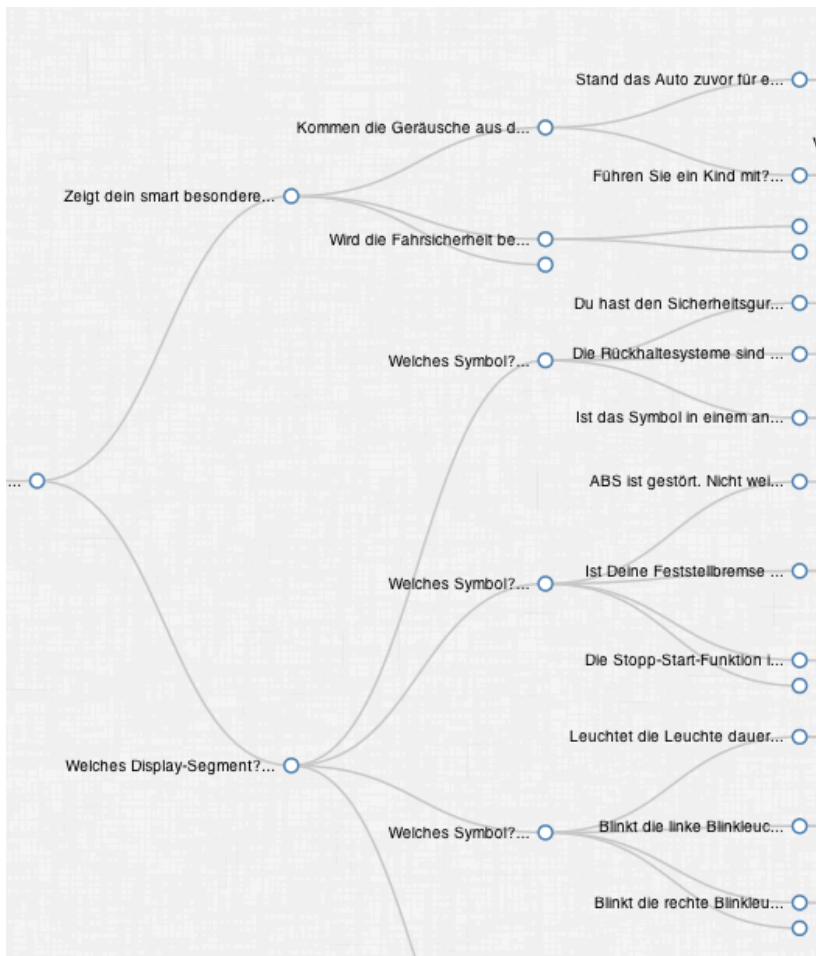 Stand das Auto zuvor für e...
Kommen die Geräusche aus d...
Führen Sie ein Kind mit?...
Zeigt dein smart besondere...
Wird die Fahrsicherheit be...
Du hast den Sicherheitsgur...
Welches Symbol?...
Die Rückhaltesysteme sind ...
Ist das Symbol in einem an...
...
ABS ist gestört. Nicht wei...
Ist Deine Feststellbremse ...
Welches Symbol?...
Die Stopp-Start-Funktion i...
Leuchtet die Leuchte dauer...
Welches Display-Segment?...
Blinkt die linke Blinkleuc...
Welches Symbol?...
Blinkt die rechte Blinkleu...